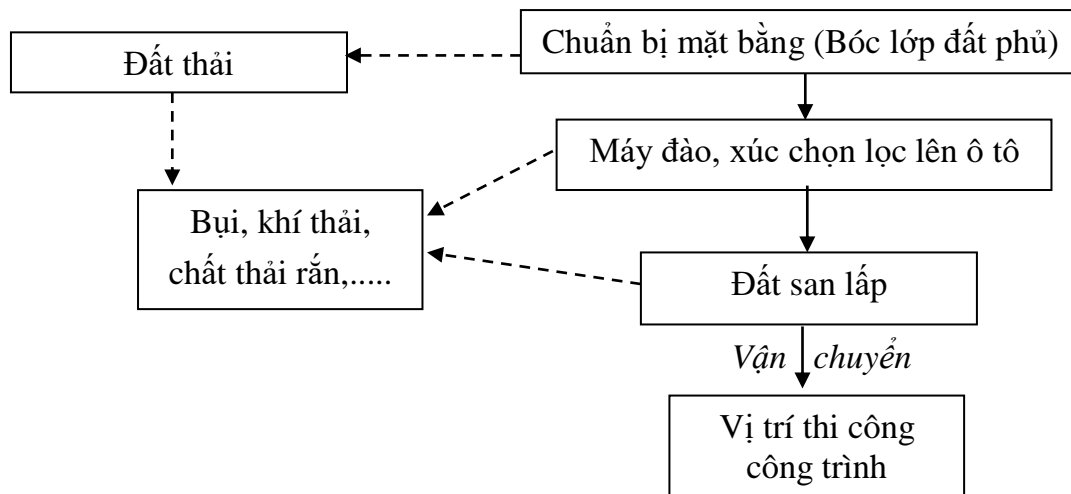 Chuẩn bị mặt bằng (Bóc lớp đất phủ)
Đất thải
Máy đào, xúc chọn lọc lên ô tô
Bụi, khí thải,
chất thải rắn,.....
Đất san lấp
Vận chuyển
Vị trí thi công
công trình